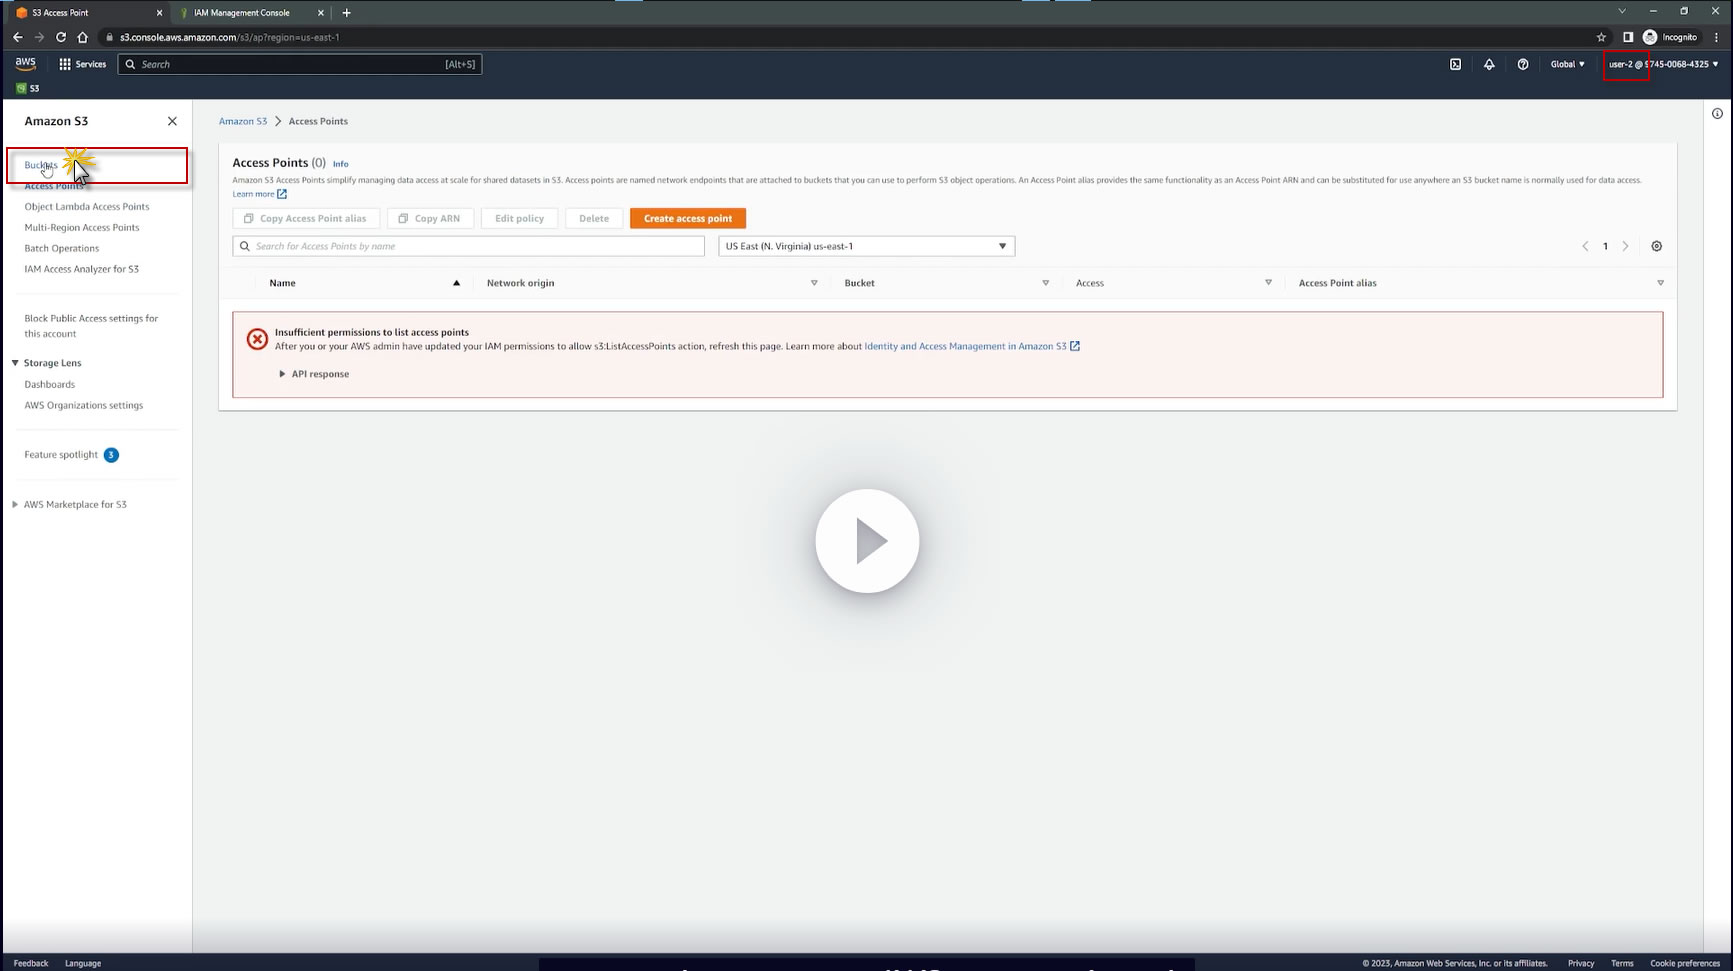 S3 Access Point
IAM Management Console
s3.console.aws.amazon.com/s3/ap?region=us-east-1
Incognito
aws
Services
Search
[Alt+S]
Global
user-2 @ 9745-0068-4325
S3
Amazon S3
Buckets
Access Points
Object Lambda Access Points
Multi-Region Access Points
Batch Operations
IAM Access Analyzer for S3
Block Public Access settings for
this account
Storage Lens
Dashboards
AWS Organizations settings
Feature spotlight 3
AWS Marketplace for S3
Amazon S3 > Access Points
Access Points (0) Info
Amazon S3 Access Points simplify managing data access at scale for shared datasets in S3. Access points are named network endpoints that are attached to buckets that you can use to perform S3 object operations. An Access Point alias provides the same functionality as an Access Point ARN and can be substituted for use anywhere an S3 bucket name is normally used for data access.
Learn more
Copy Access Point alias
Copy ARN
Edit policy
Delete
Create access point
Search for Access Points by name
US East (N. Virginia) us-east-1
1
Name
Network origin
Bucket
Access
Access Point alias
Insufficient permissions to list access points
After you or your AWS admin have updated your IAM permissions to allow s3:ListAccessPoints action, refresh this page. Learn more about Identity and Access Management in Amazon S3
API response
Feedback
Language
© 2023, Amazon Web Services, Inc. or its affiliates.
Privacy
Terms
Cookie preferences